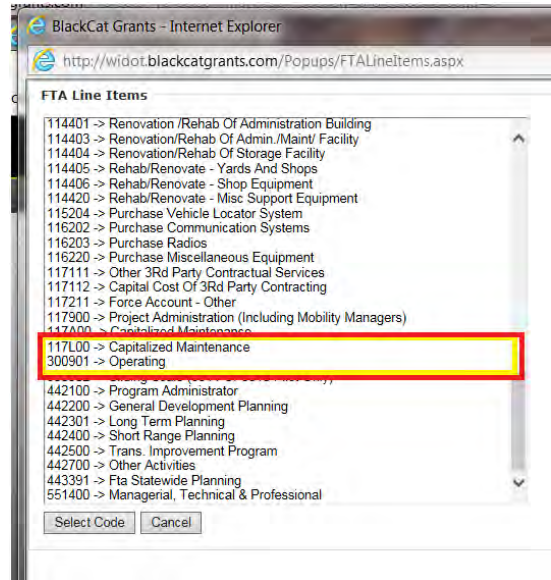 BlackCat Grants - Internet Explorer
http://widot.blackcatgrants.com/Popups/FTALineItems.aspx
FTA Line Items
114401 -> Renovation /Rehab Of Administration Building
114403 -> Renovation/Rehab Of Admin./Maint/ Facility
114404 -> Renovation/Rehab Of Storage Facility
114405 -> Rehab/Renovate - Yards And Shops
114406 -> Rehab/Renovate - Shop Equipment
114420 -> Rehab/Renovate - Misc Support Equipment
115204 -> Purchase Vehicle Locator System
116202 -> Purchase Communication Systems
116203 -> Purchase Radios
116220 -> Purchase Miscellaneous Equipment
117111 -> Other 3Rd Party Contractual Services
117112 -> Capital Cost Of 3Rd Party Contracting
117211 -> Force Account - Other
117900 -> Project Administration (Including Mobility Managers)
117A00 -> Capitalized Maintenance
117L00 -> Capitalized Maintenance
300901 -> Operating
442100 -> Program Administrator
442200 -> General Development Planning
442301 -> Long Term Planning
442400 -> Short Range Planning
442500 -> Trans. Improvement Program
442700 -> Other Activities
443391 -> Fta Statewide Planning
551400 -> Managerial, Technical & Professional
Select Code Cancel